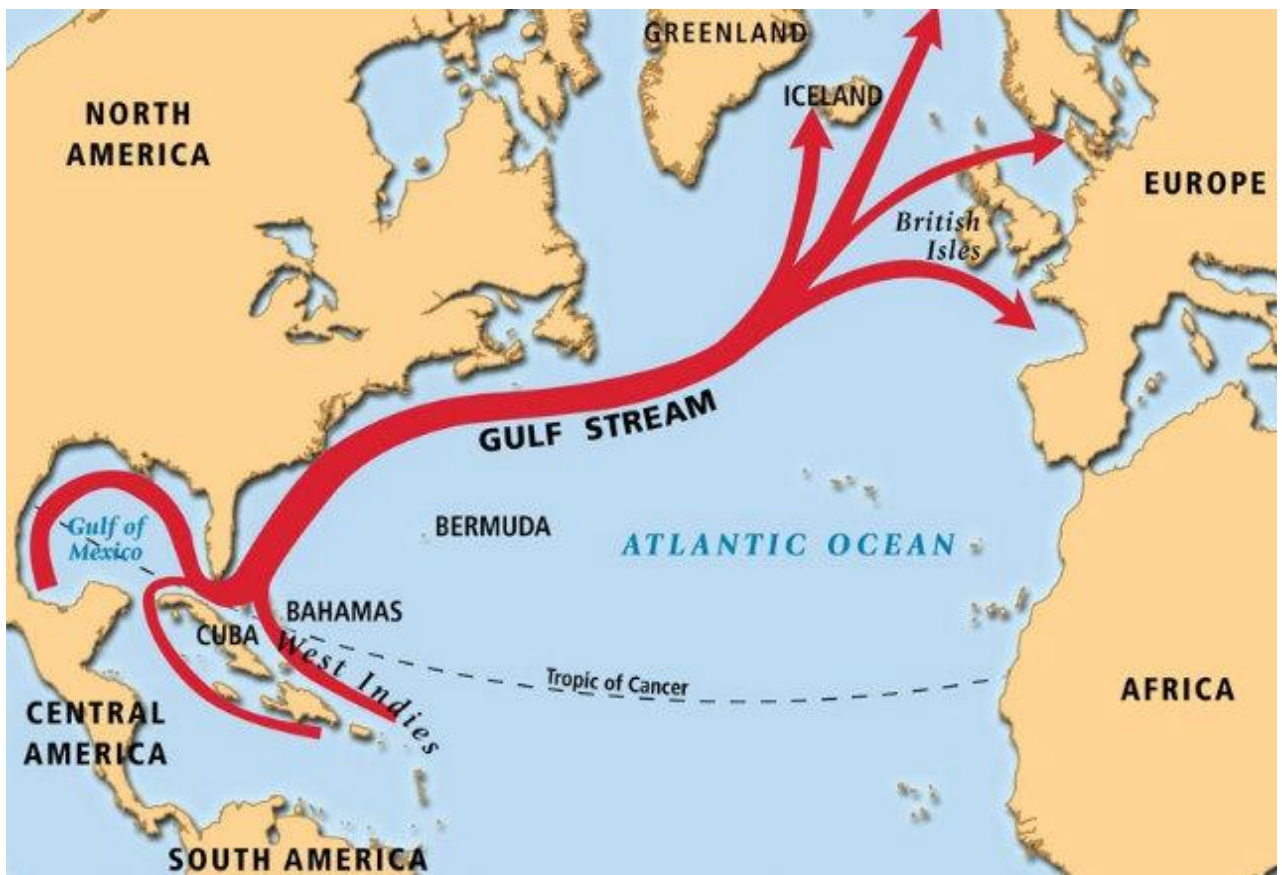 GREENLAND
ICELAND
NORTH
AMERICA
EUROPE
British
Isles
GULF STREAM
Gulf of
Mexico
BERMUDA
ATLANTIC OCEAN
BAHAMAS
CUBA
West Indies
Tropic of Cancer
AFRICA
CENTRAL
AMERICA
SOUTH AMERICA